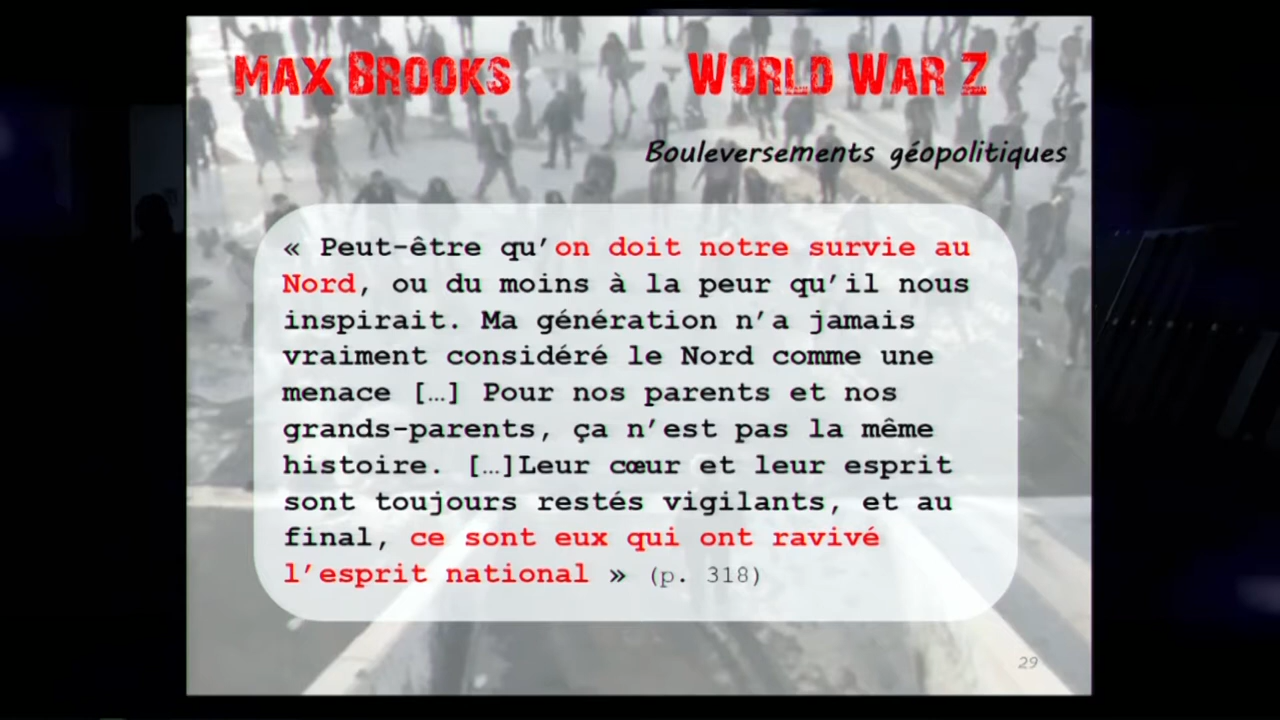 MAX BROOKS
WORLD WAR Z
Bouleversements géopolitiques
« Peut-être qu’on doit notre survie au
Nord, ou du moins à la peur qu’il nous
inspirait. Ma génération n’a jamais
vraiment considéré le Nord comme une
menace […] Pour nos parents et nos
grands-parents, ça n’est pas la même
histoire. […]Leur cœur et leur esprit
sont toujours restés vigilants, et au
final, ce sont eux qui ont ravivé
l’esprit national » (p. 318)
29